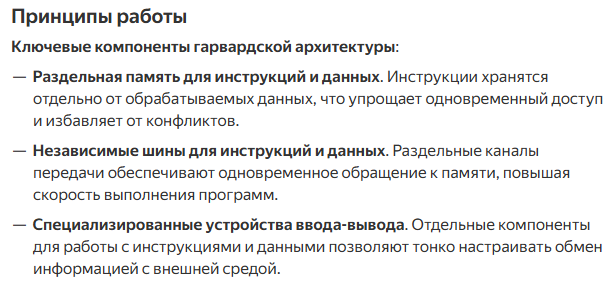 Принципы работы
Ключевые компоненты гарвардской архитектуры:
— Раздельная память для инструкций и данных. Инструкции хранятся
отдельно от обрабатываемых данных, что упрощает одновременный доступ
и избавляет от конфликтов.
— Независимые шины для инструкций и данных. Раздельные каналы
передачи обеспечивают одновременное обращение к памяти, повышая
скорость выполнения программ.
— Специализированные устройства ввода-вывода. Отдельные компоненты
для работы с инструкциями и данными позволяют тонко настраивать обмен
информацией с внешней средой.